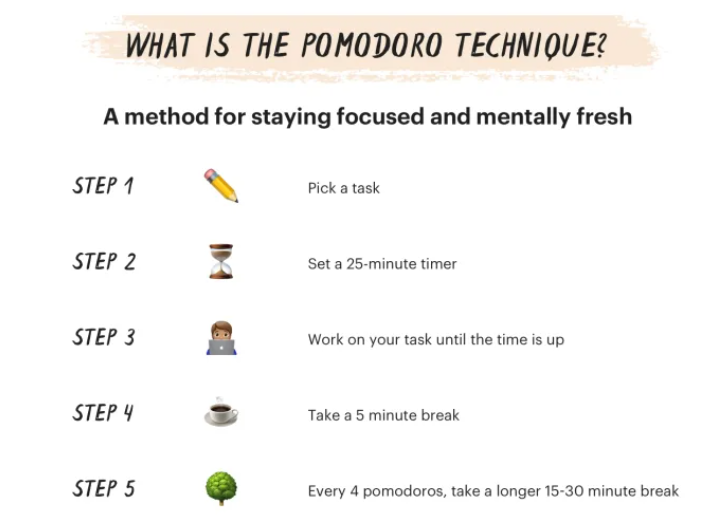 WHAT IS THE POMODORO TECHNIQUE?
A method for staying focused and mentally fresh
STEP 1 Pick a task
STEP 2 Set a 25-minute timer
STEP 3 Work on your task until the time is up
STEP 4 Take a 5 minute break
STEP 5 Every 4 pomodoros, take a longer 15-30 minute break